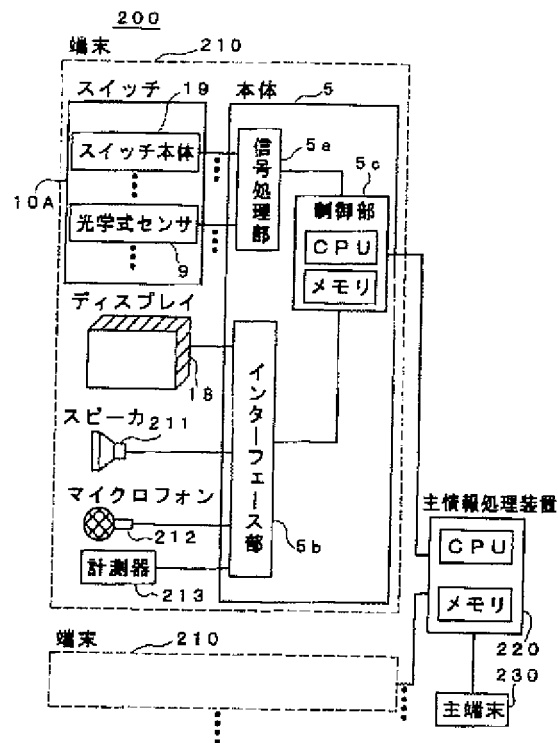 200
端末 210
スイッチ 19
本体 5
スイッチ本体
信号処理部
5a
5c
10A
光学式センサ
9
制御部
CPU
メモリ
ディスプレイ
18
インターフェース部
スピーカ 211
マイクロフォン
212
5b
計測器
213
主情報処理装置
CPU
メモリ
220
端末 210
230
主端末